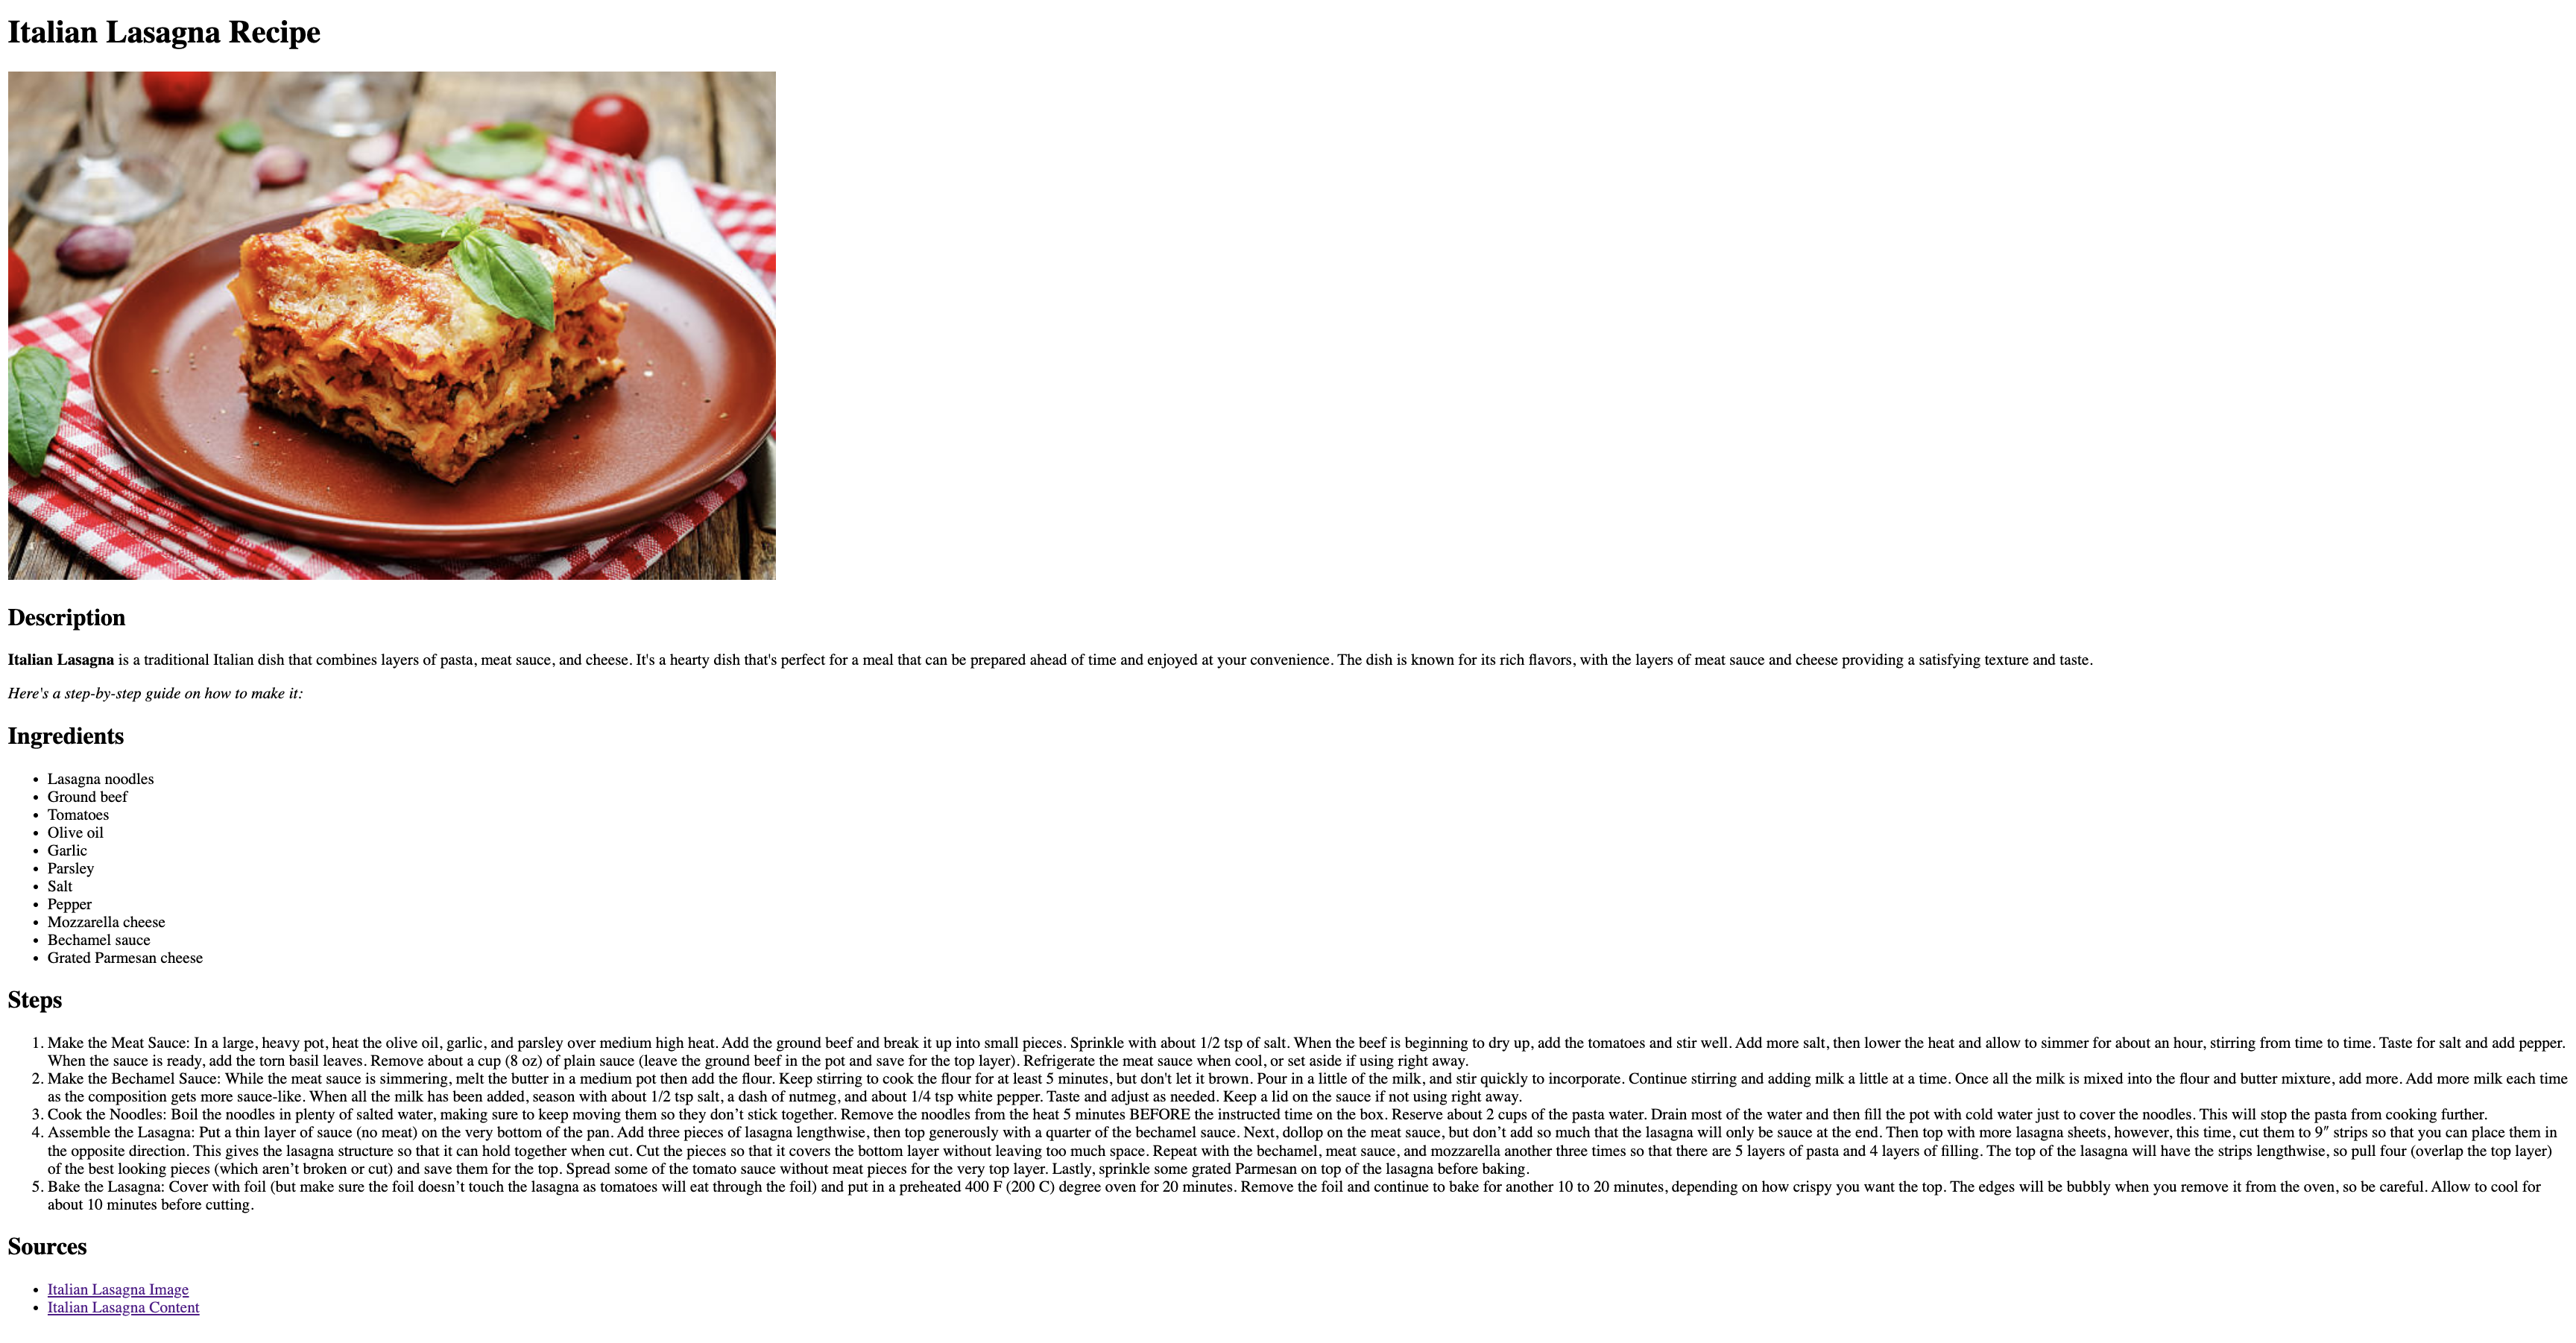 Italian Lasagna Recipe
Description
Italian Lasagna is a traditional Italian dish that combines layers of pasta, meat sauce, and cheese. It's a hearty dish that's perfect for a meal that can be prepared ahead of time and enjoyed at your convenience. The dish is known for its rich flavors, with the layers of meat sauce and cheese providing a satisfying texture and taste.
Here's a step-by-step guide on how to make it:
Ingredients
• Lasagna noodles
• Ground beef
• Tomatoes
• Olive oil
• Garlic
• Parsley
• Salt
• Pepper
• Mozzarella cheese
• Bechamel sauce
• Grated Parmesan cheese
Steps
1. Make the Meat Sauce: In a large, heavy pot, heat the olive oil, garlic, and parsley over medium high heat. Add the ground beef and break it up into small pieces. Sprinkle with about 1/2 tsp of salt. When the beef is beginning to dry up, add the tomatoes and stir well. Add more salt, then lower the heat and allow to simmer for about an hour, stirring from time to time. Taste for salt and add pepper.
When the sauce is ready, add the torn basil leaves. Remove about a cup (8 oz) of plain sauce (leave the ground beef in the pot and save for the top layer). Refrigerate the meat sauce when cool, or set aside if using right away.
2. Make the Bechamel Sauce: While the meat sauce is simmering, melt the butter in a medium pot then add the flour. Keep stirring to cook the flour for at least 5 minutes, but don't let it brown. Pour in a little of the milk, and stir quickly to incorporate. Continue stirring and adding milk a little at a time. Once all the milk is mixed into the flour and butter mixture, add more. Add more milk each time
as the composition gets more sauce-like. When all the milk has been added, season with about 1/2 tsp salt, a dash of nutmeg, and about 1/4 tsp white pepper. Taste and adjust as needed. Keep a lid on the sauce if not using right away.
3. Cook the Noodles: Boil the noodles in plenty of salted water, making sure to keep moving them so they don’t stick together. Remove the noodles from the heat 5 minutes BEFORE the instructed time on the box. Reserve about 2 cups of the pasta water. Drain most of the water and then fill the pot with cold water just to cover the noodles. This will stop the pasta from cooking further.
4. Assemble the Lasagna: Put a thin layer of sauce (no meat) on the very bottom of the pan. Add three pieces of lasagna lengthwise, then top generously with a quarter of the bechamel sauce. Next, dollop on the meat sauce, but don’t add so much that the lasagna will only be sauce at the end. Then top with more lasagna sheets, however, this time, cut them to 9″ strips so that you can place them in
the opposite direction. This gives the lasagna structure so that it can hold together when cut. Cut the pieces so that it covers the bottom layer without leaving too much space. Repeat with the bechamel, meat sauce, and mozzarella another three times so that there are 5 layers of pasta and 4 layers of filling. The top of the lasagna will have the strips lengthwise, so pull four (overlap the top layer)
of the best looking pieces (which aren’t broken or cut) and save them for the top. Spread some of the tomato sauce without meat pieces for the very top layer. Lastly, sprinkle some grated Parmesan on top of the lasagna before baking.
5. Bake the Lasagna: Cover with foil (but make sure the foil doesn’t touch the lasagna as tomatoes will eat through the foil) and put in a preheated 400 F (200 C) degree oven for 20 minutes. Remove the foil and continue to bake for another 10 to 20 minutes, depending on how crispy you want the top. The edges will be bubbly when you remove it from the oven, so be careful. Allow to cool for
about 10 minutes before cutting.
Sources
• Italian Lasagna Image
• Italian Lasagna Content